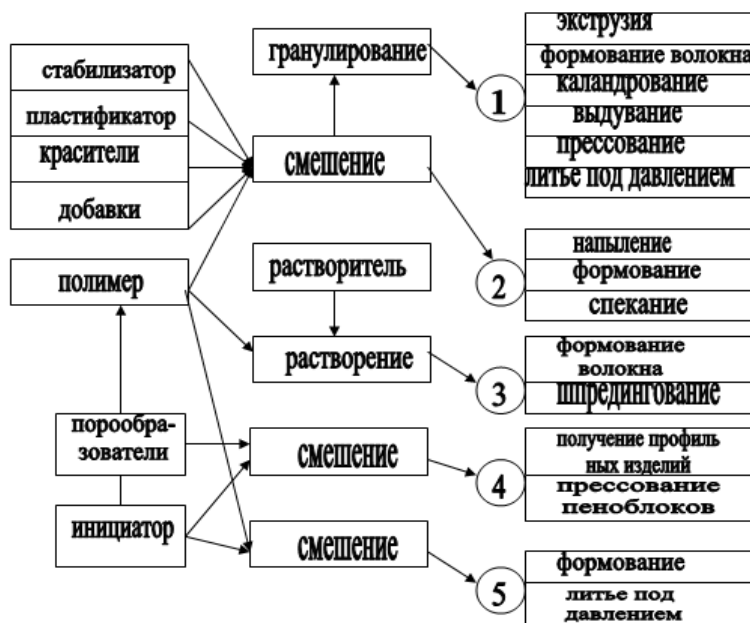 стабилизатор
пластификатор
красители
добавки
полимер
порообра-
зователи
инициатор
гранулирование
смешение
растворитель
растворение
смешение
смешение
1
экструзия
формование волокна
каландрование
выдувание
прессование
литье под давлением
2
напыление
формование
спекание
3
формование
волокна
шпредингование
4
получение профиль
ных изделий
прессование
пеноблоков
5
формование
литье под
давлением